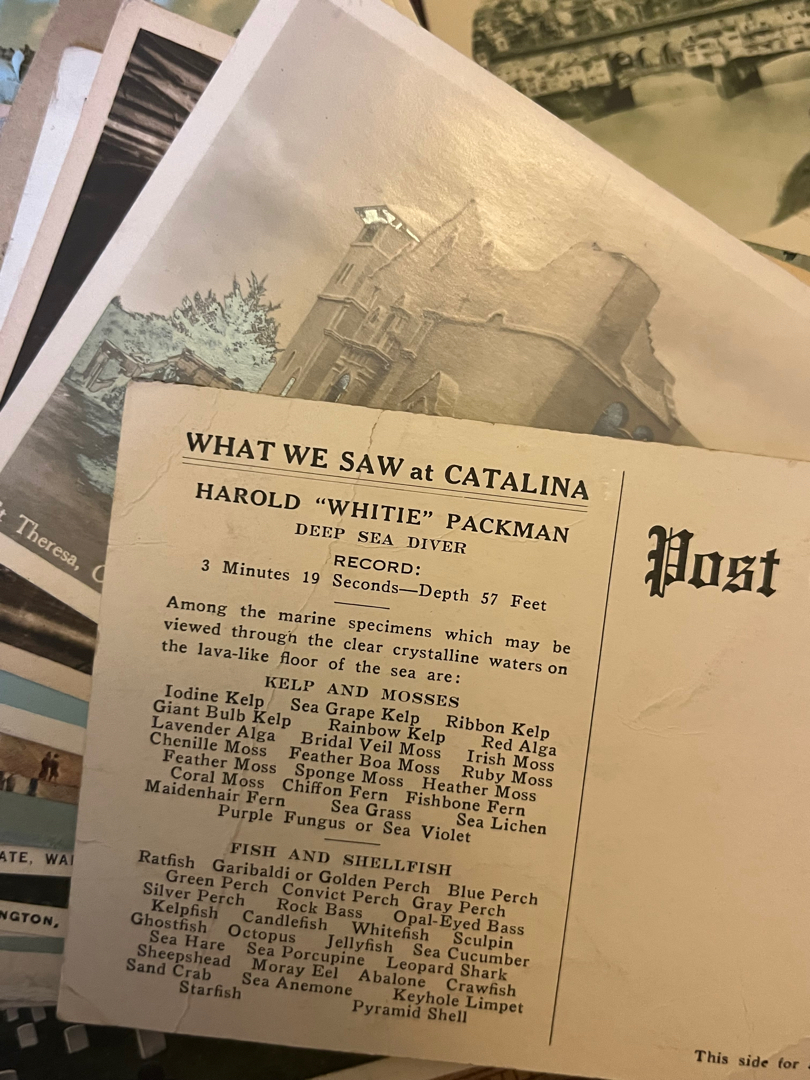 WHAT WE SAW at CATALINA
HAROLD "WHITIE" PACKMAN
DEEP SEA DIVER
RECORD:
3 Minutes 19 Seconds—Depth 57 Feet
Among the marine specimens which may be
viewed through the clear crystalline waters on
the lava-like floor of the sea are:
KELP AND MOSSES
Iodine Kelp Sea Grape Kelp Ribbon Kelp
Giant Bulb Kelp Rainbow Kelp Red Alga
Lavender Alga Bridal Veil Moss Irish Moss
Chenille Moss Feather Boa Moss Ruby Moss
Feather Moss Sponge Moss Heather Moss
Coral Moss Chiffon Fern Fishbone Fern
Maidenhair Fern Sea Grass Sea Lichen
Purple Fungus or Sea Violet
FISH AND SHELLFISH
Ratfish Garibaldi or Golden Perch Blue Perch
Green Perch Convict Perch Gray Perch
Silver Perch Rock Bass Opal-Eyed Bass
Kelpfish Candlefish Whitefish Sculpin
Ghostfish Octopus Jellyfish Sea Cucumber
Sea Hare Sea Porcupine Leopard Shark
Sheepshead Moray Eel Abalone Crawfish
Sand Crab Sea Anemone Keyhole Limpet
Starfish Pyramid Shell
Post
This side for
Theresa,
ATE, WA
NGTON,